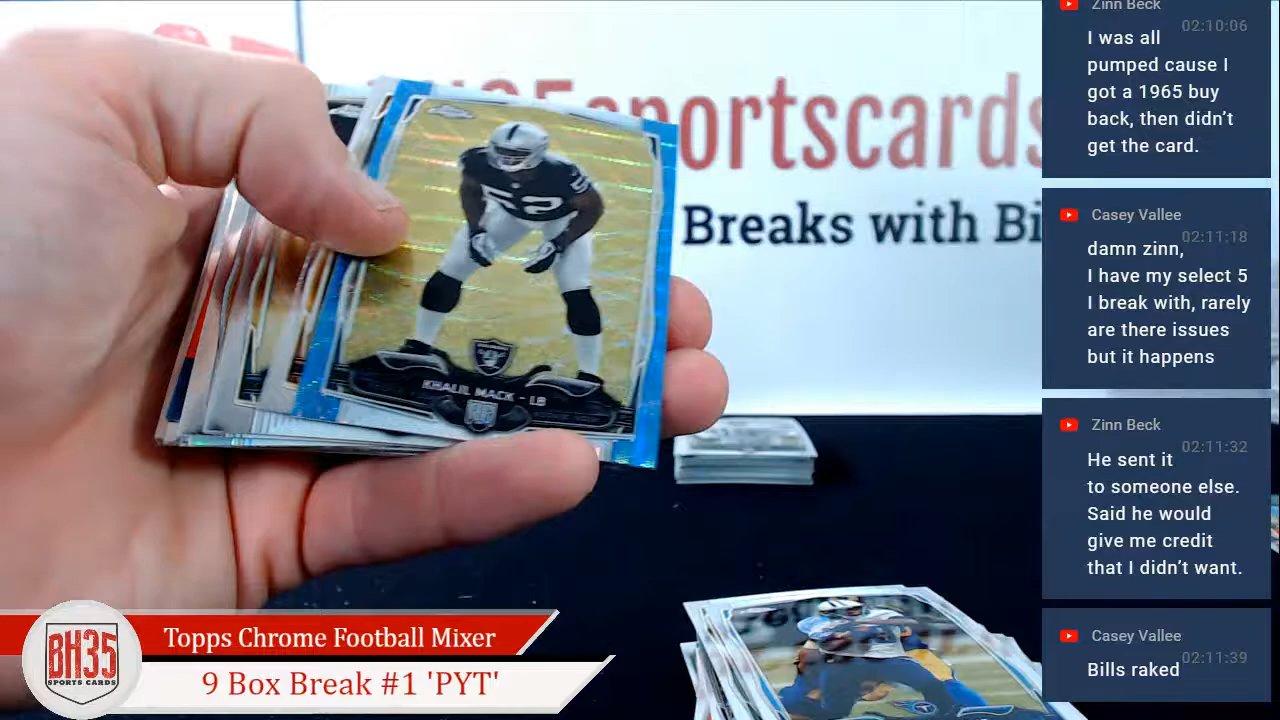 BH35sportscards
Breaks with Bi
52
KHALIL MACK - LB
Zinn Beck
02:10:06
I was all
pumped cause I
got a 1965 buy
back, then didn't
get the card.
Casey Vallee
02:11:18
damn zinn,
I have my select 5
I break with, rarely
are there issues
but it happens
Zinn Beck
02:11:32
He sent it
to someone else.
Said he would
give me credit
that I didn't want.
Casey Vallee
02:11:39
Bills raked
BH35
SPORTS CARDS
Topps Chrome Football Mixer
9 Box Break #1 'PYT'